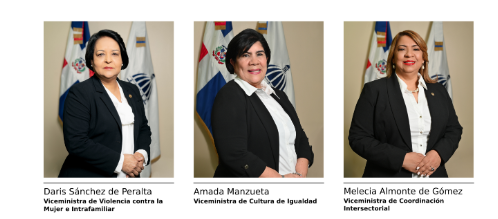 Daris Sánchez de Peralta
Viceministra de Violencia contra la
Mujer e Intrafamiliar
Amada Manzueta
Viceministra de Cultura de Igualdad
Melecia Almonte de Gómez
Viceministra de Coordinación
Intersectorial